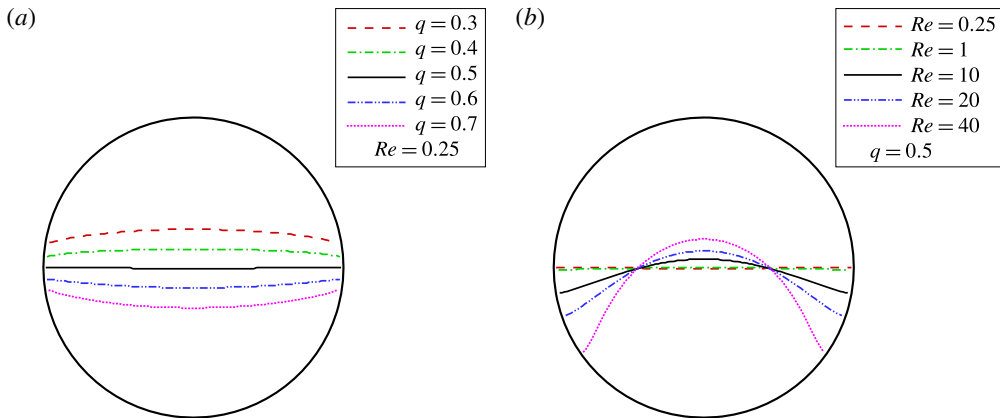 (a)
q = 0.3
q = 0.4
q = 0.5
q = 0.6
q = 0.7
Re = 0.25
(b)
Re = 0.25
Re = 1
Re = 10
Re = 20
Re = 40
q = 0.5